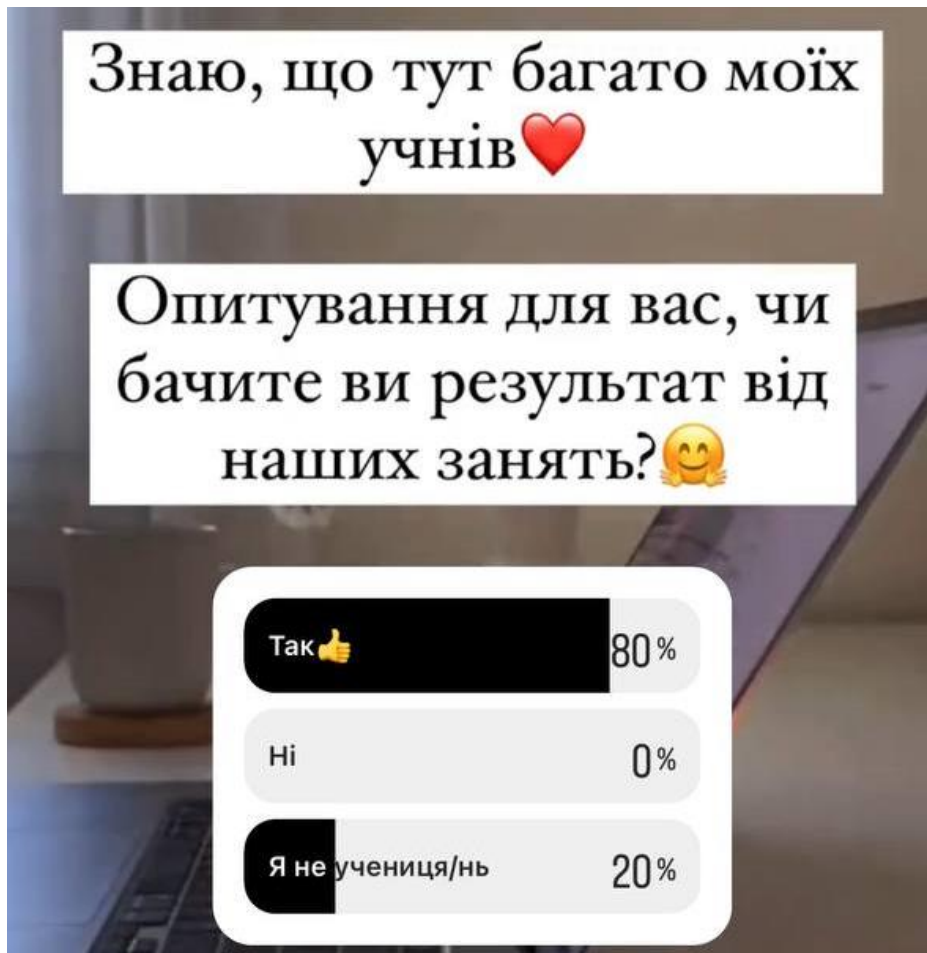 Знаю, що тут багато моїх
учнів❤️
Опитування для вас, чи
бачите ви результат від
наших занять?🤗
Так👍 80%
Ні 0%
Я не учениця/нь 20%